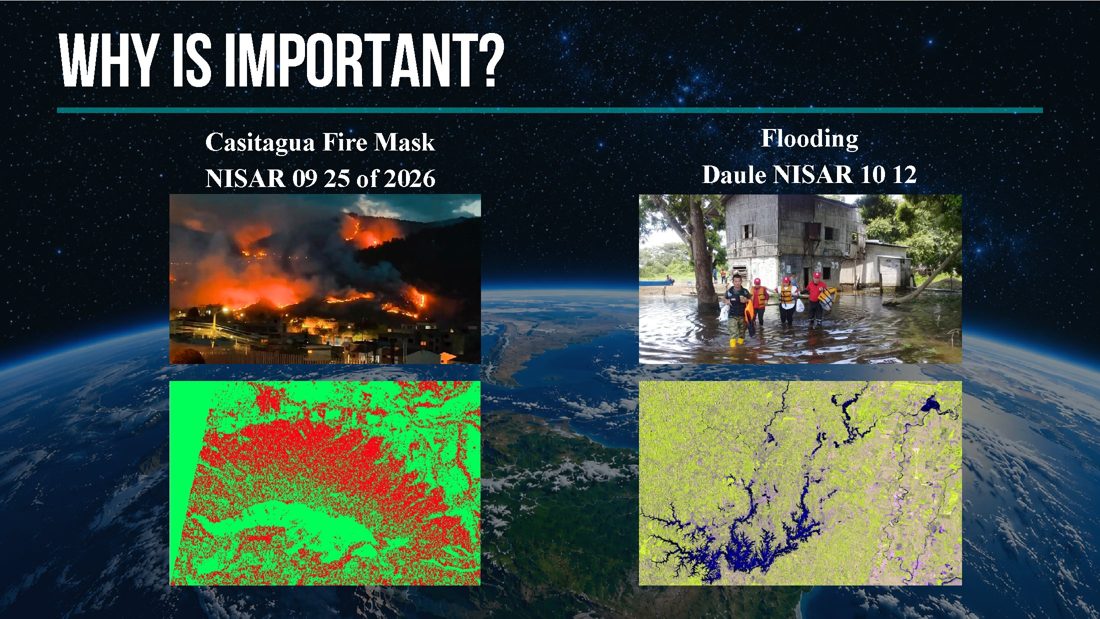 WHY IS IMPORTANT?
Casitagua Fire Mask
NISAR 09 25 of 2026
Flooding
Daule NISAR 10 12